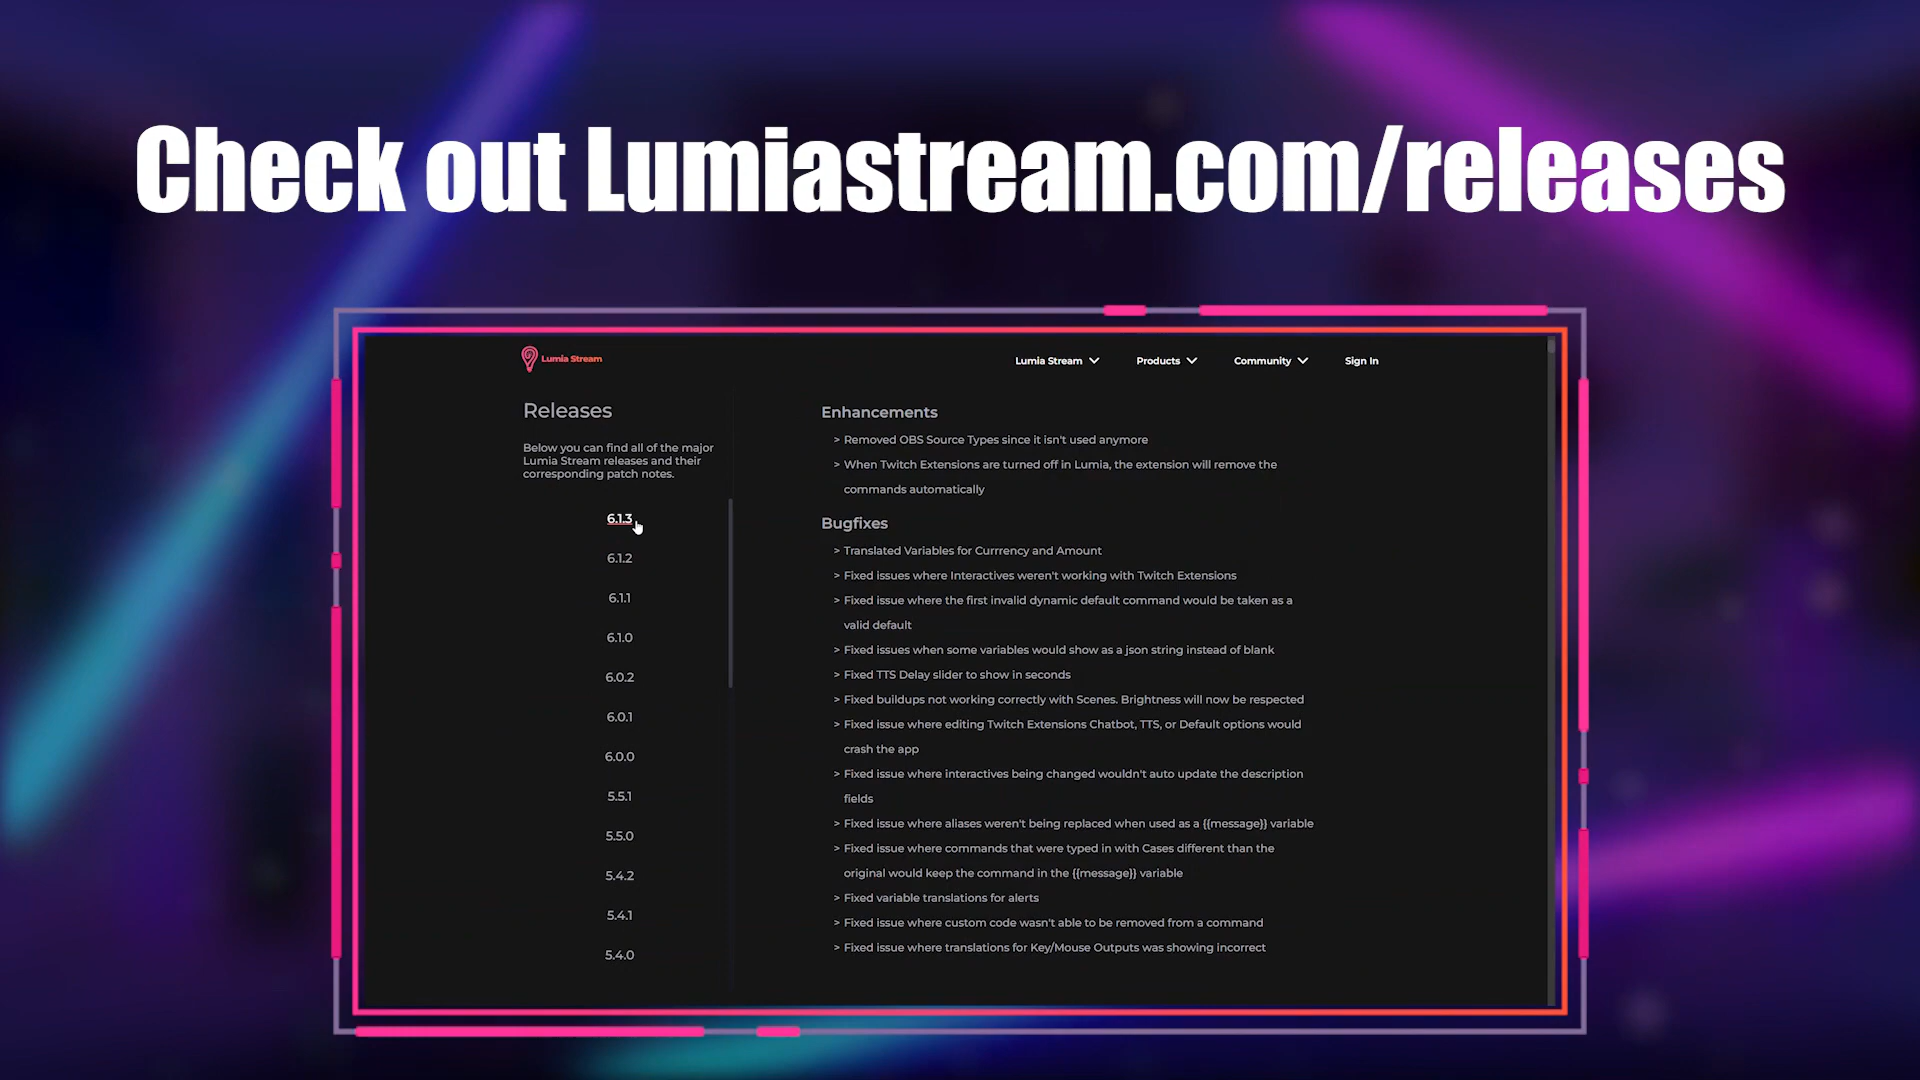 Check out Lumiastream.com/releases
Lumia Stream
Lumia Stream
Products
Community
Sign In
Releases
Below you can find all of the major
Lumia Stream releases and their
corresponding patch notes.
6.1.3
6.1.2
6.1.1
6.1.0
6.0.2
6.0.1
6.0.0
5.5.1
5.5.0
5.4.2
5.4.1
5.4.0
Enhancements
> Removed OBS Source Types since it isn't used anymore
> When Twitch Extensions are turned off in Lumia, the extension will remove the
commands automatically
Bugfixes
> Translated Variables for Currrency and Amount
> Fixed issues where Interactives weren't working with Twitch Extensions
> Fixed issue where the first invalid dynamic default command would be taken as a
valid default
> Fixed issues when some variables would show as a json string instead of blank
> Fixed TTS Delay slider to show in seconds
> Fixed buildups not working correctly with Scenes. Brightness will now be respected
> Fixed issue where editing Twitch Extensions Chatbot, TTS, or Default options would
crash the app
> Fixed issue where interactives being changed wouldn't auto update the description
fields
> Fixed issue where aliases weren't being replaced when used as a {{message}} variable
> Fixed issue where commands that were typed in with Cases different than the
original would keep the command in the {{message}} variable
> Fixed variable translations for alerts
> Fixed issue where custom code wasn't able to be removed from a command
> Fixed issue where translations for Key/Mouse Outputs was showing incorrect